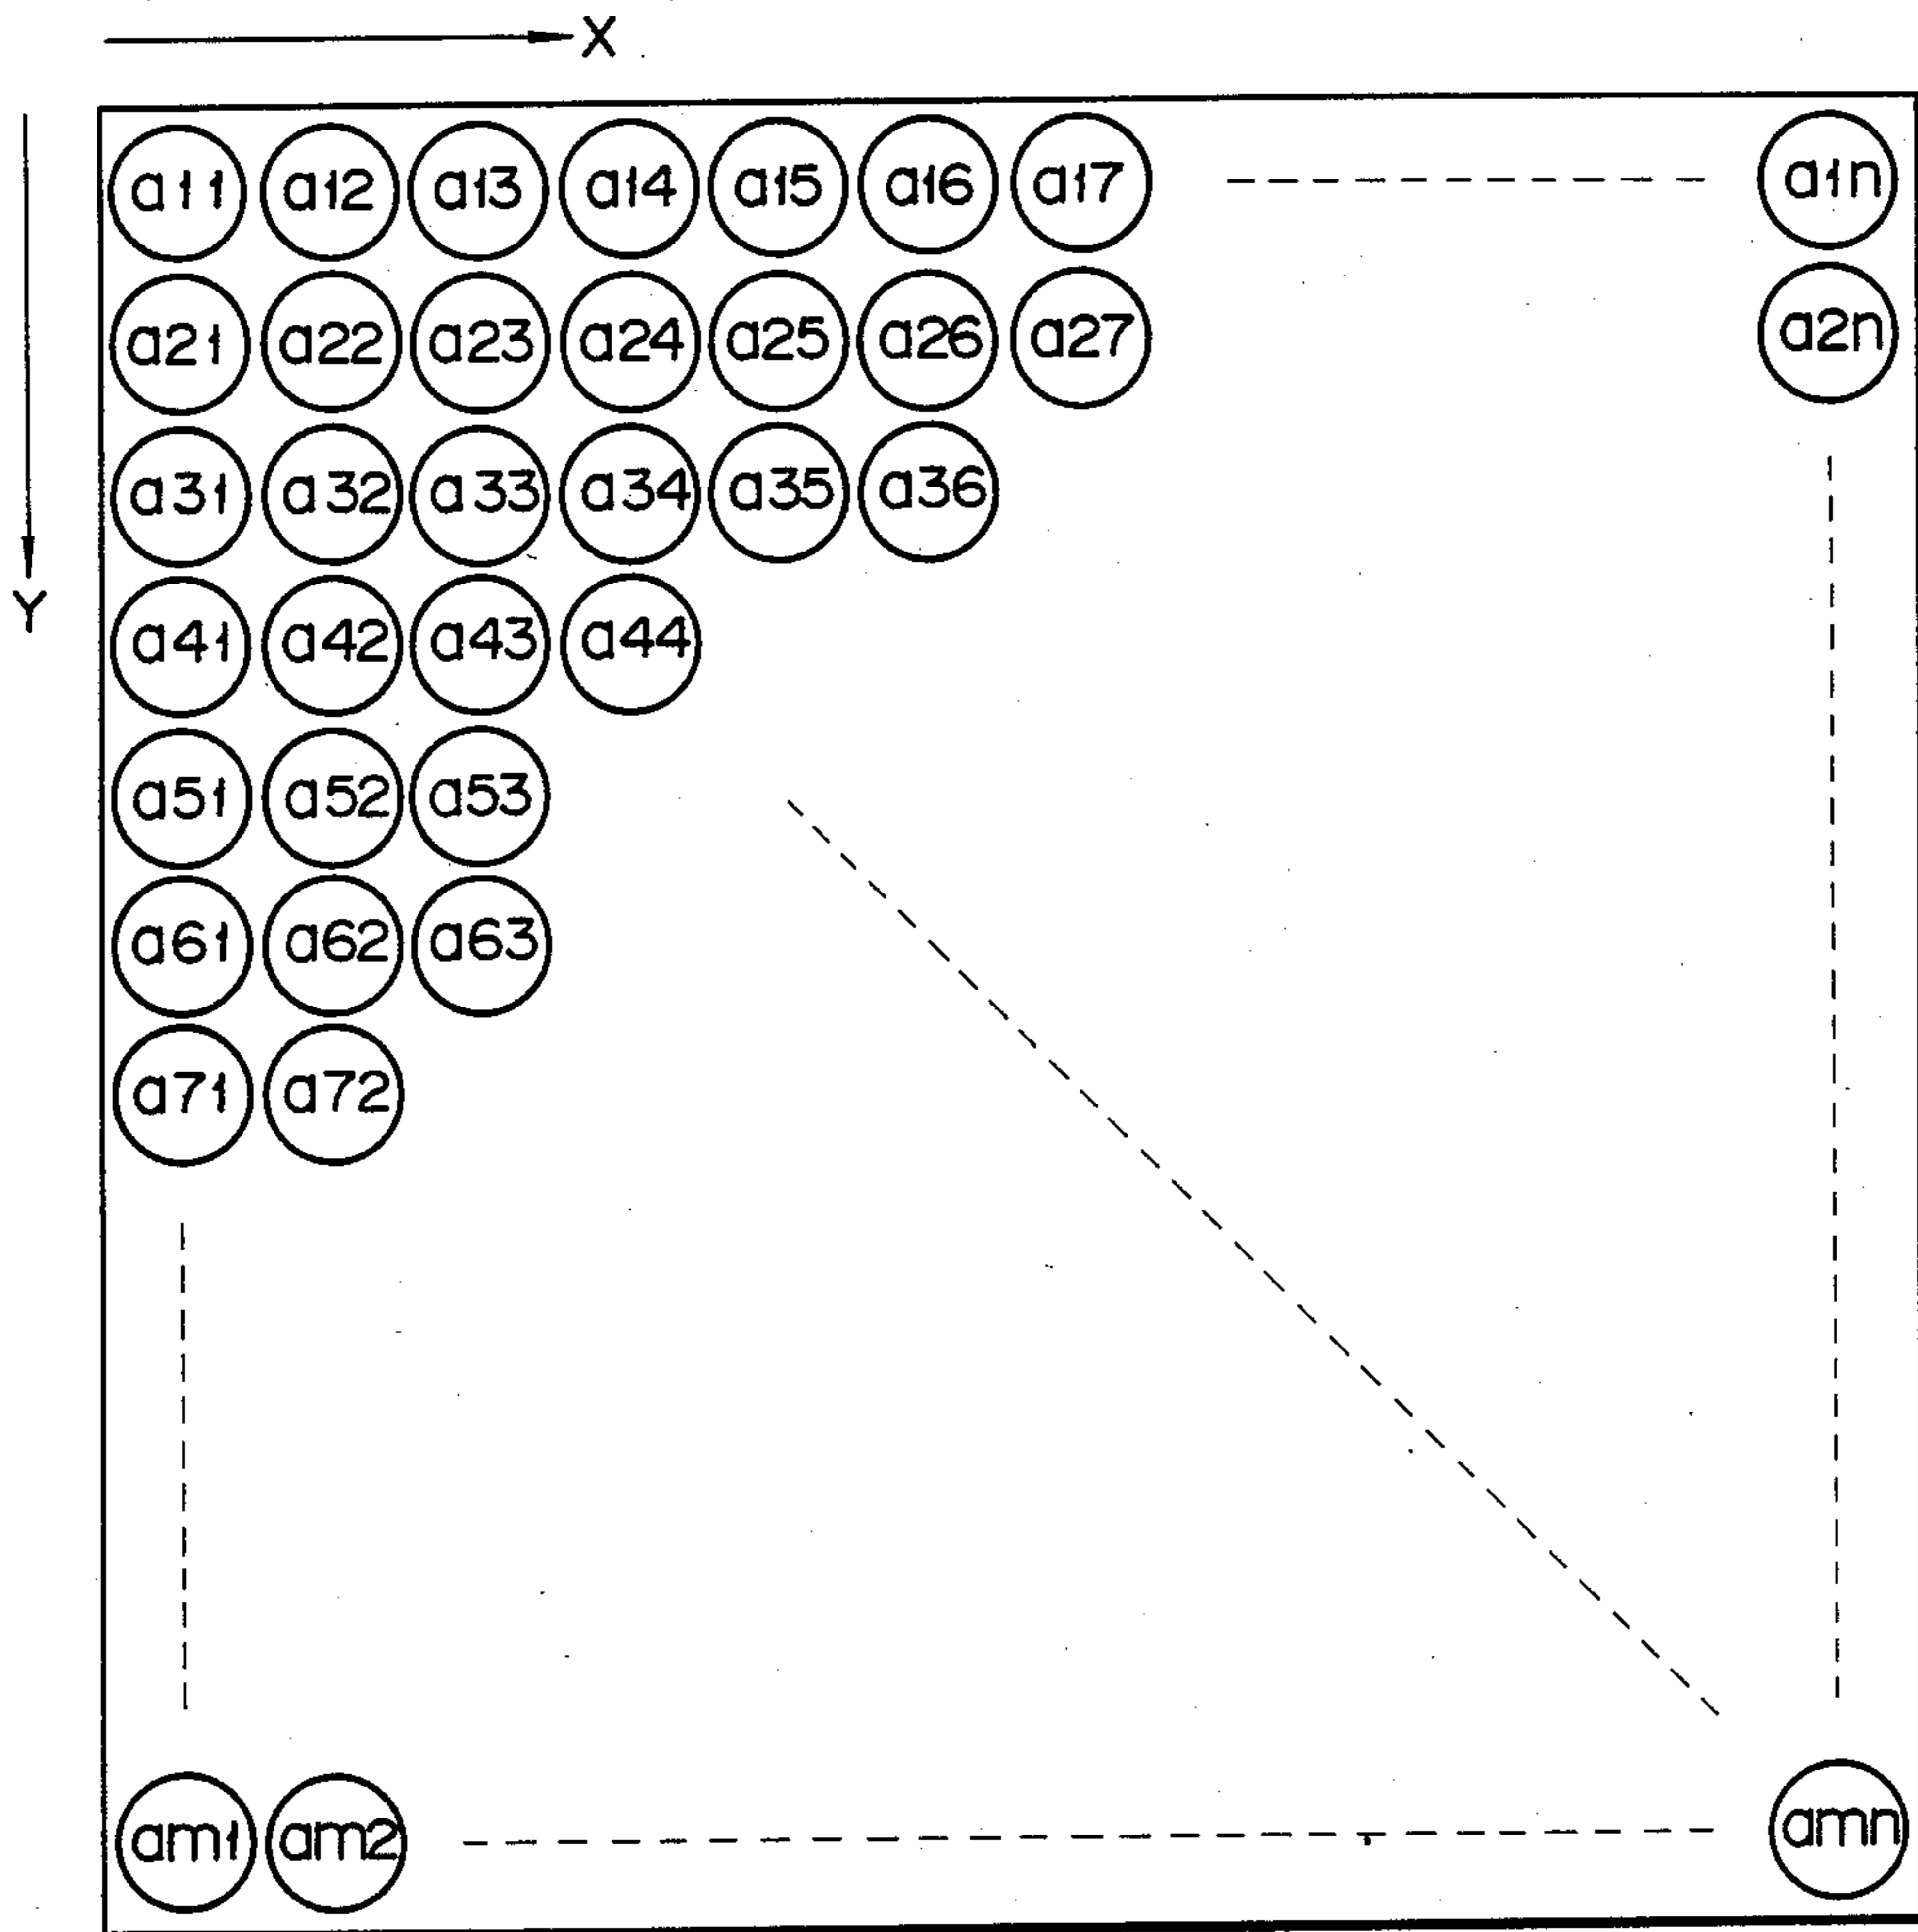 X
a11 a12 a13 a14 a15 a16 a17 a1n
a21 a22 a23 a24 a25 a26 a27 a2n
a31 a32 a33 a34 a35 a36
Y
a41 a42 a43 a44
a51 a52 a53
a61 a62 a63
a71 a72
am1 am2 amn